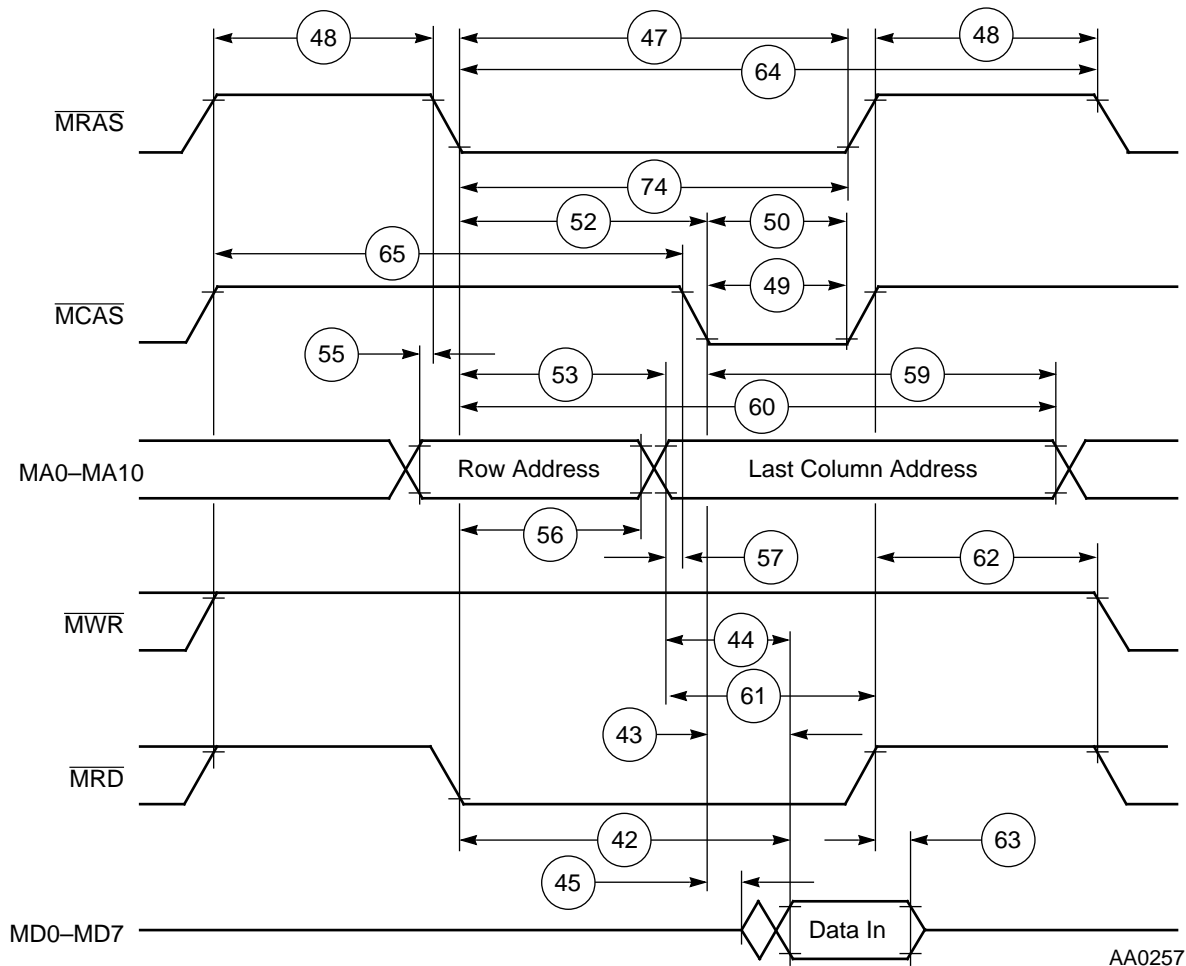 48
47
48
64
MRAS
74
52
50
65
49
MCAS
55
53
59
60
MA0–MA10
Row Address
Last Column Address
56
57
62
MWR
44
61
43
MRD
42
63
45
MD0–MD7
Data In
AA0257